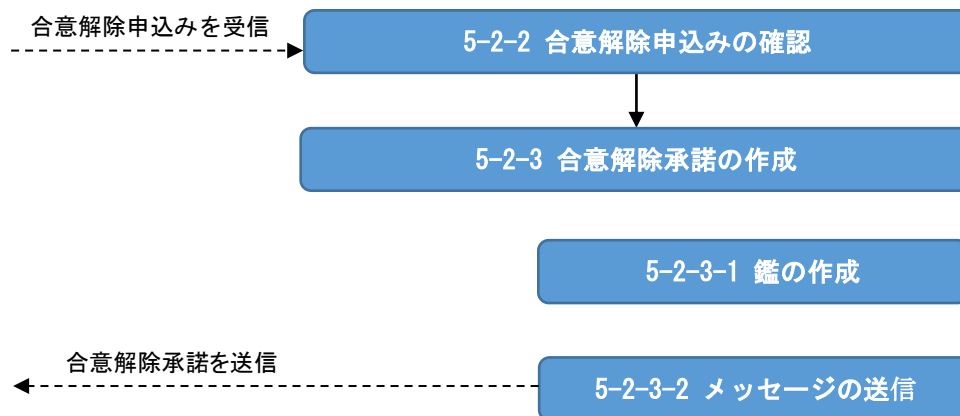 合意解除申込みを受信
5-2-2 合意解除申込みの確認
5-2-3 合意解除承諾の作成
5-2-3-1 鑑の作成
合意解除承諾を送信
5-2-3-2 メッセージの送信